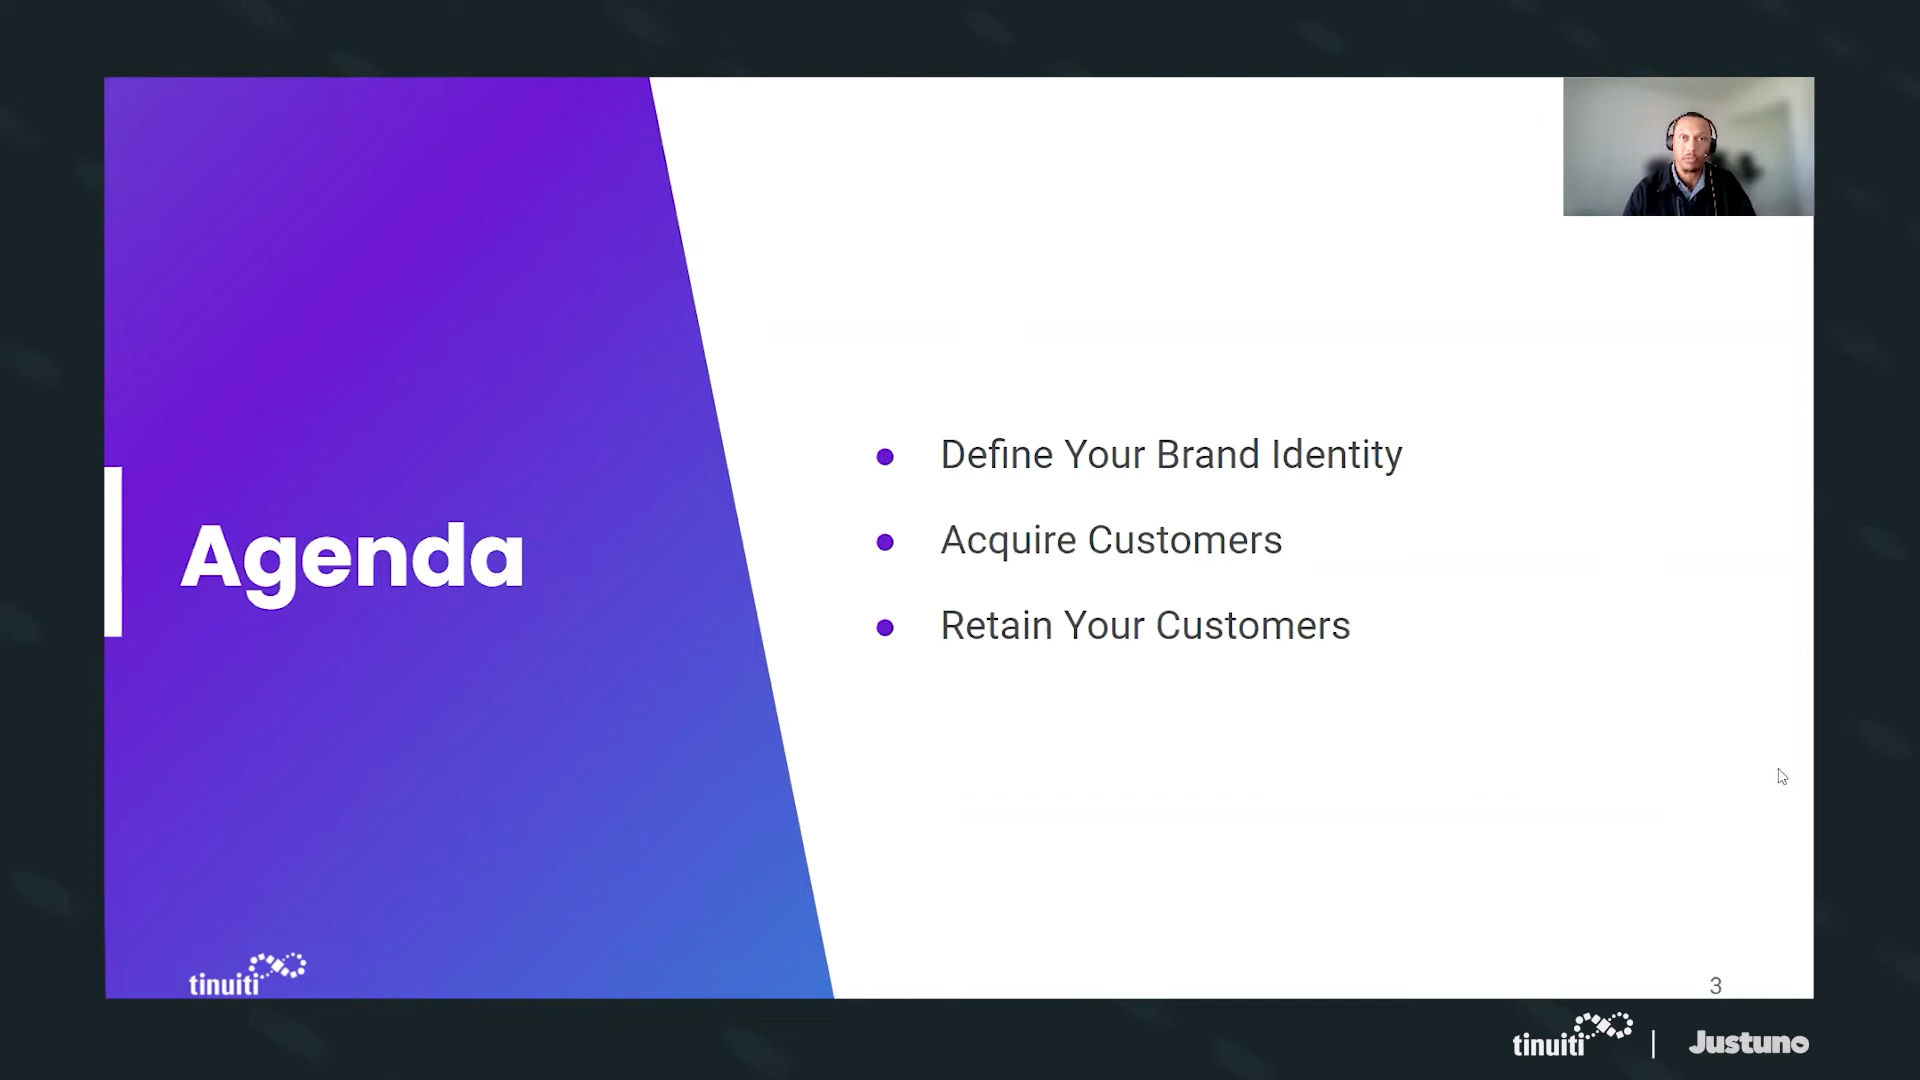 Agenda
Define Your Brand Identity
Acquire Customers
Retain Your Customers
tinuiti
3
tinuiti | Justuno